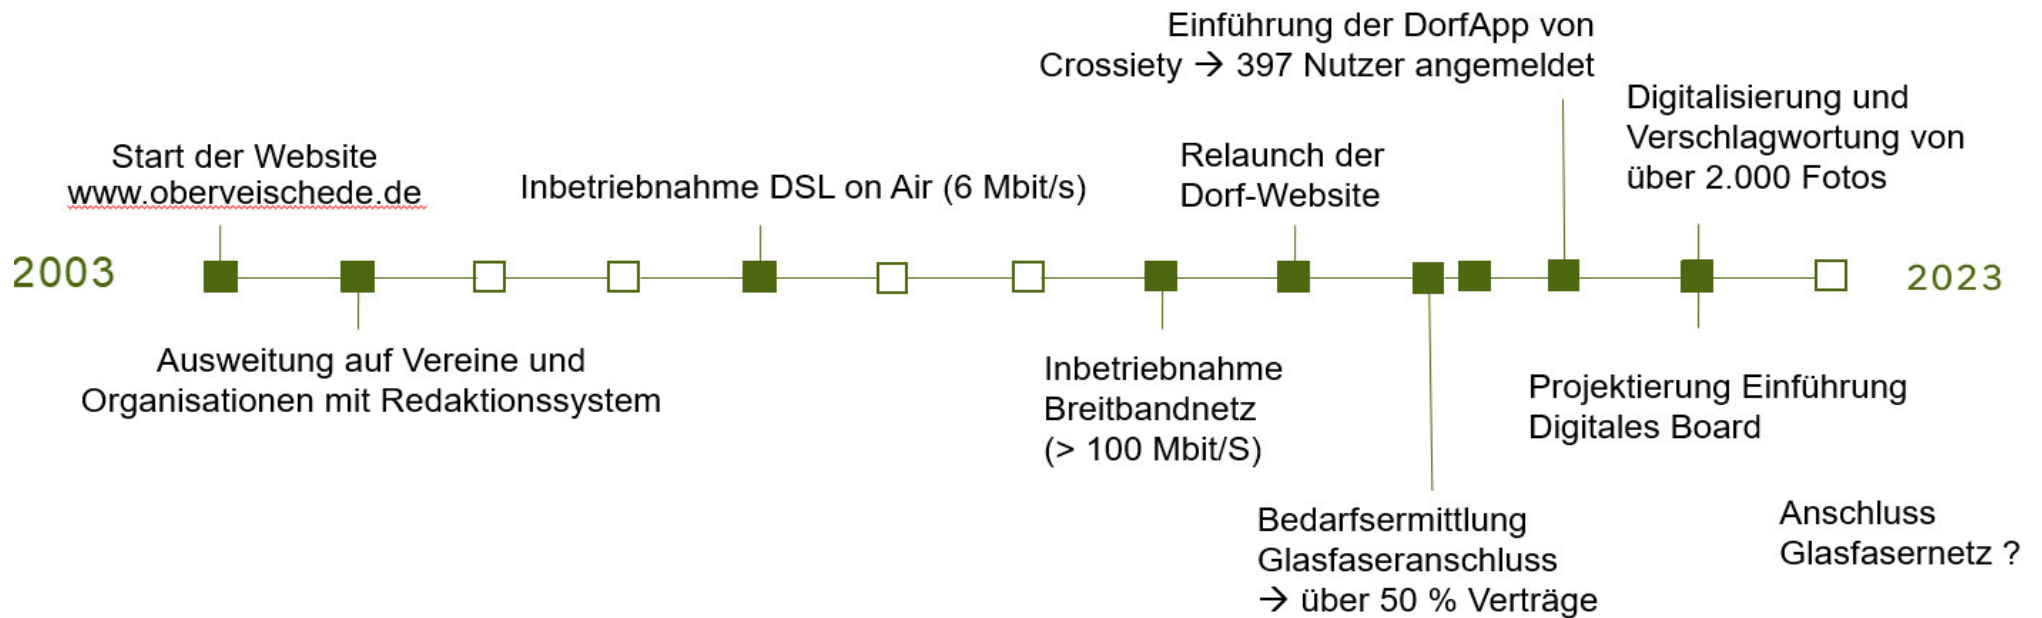 Einführung der DorfApp von
Crossiety → 397 Nutzer angemeldet
Digitalisierung und
Verschlagwortung von
über 2.000 Fotos
Start der Website
www.oberveischede.de
Inbetriebnahme DSL on Air (6 Mbit/s)
Relaunch der
Dorf-Website
2003
2023
Ausweitung auf Vereine und
Organisationen mit Redaktionssystem
Inbetriebnahme
Breitbandnetz
(> 100 Mbit/S)
Projektierung Einführung
Digitales Board
Bedarfsermittlung
Glasfaseranschluss
→ über 50 % Verträge
Anschluss
Glasfasernetz ?